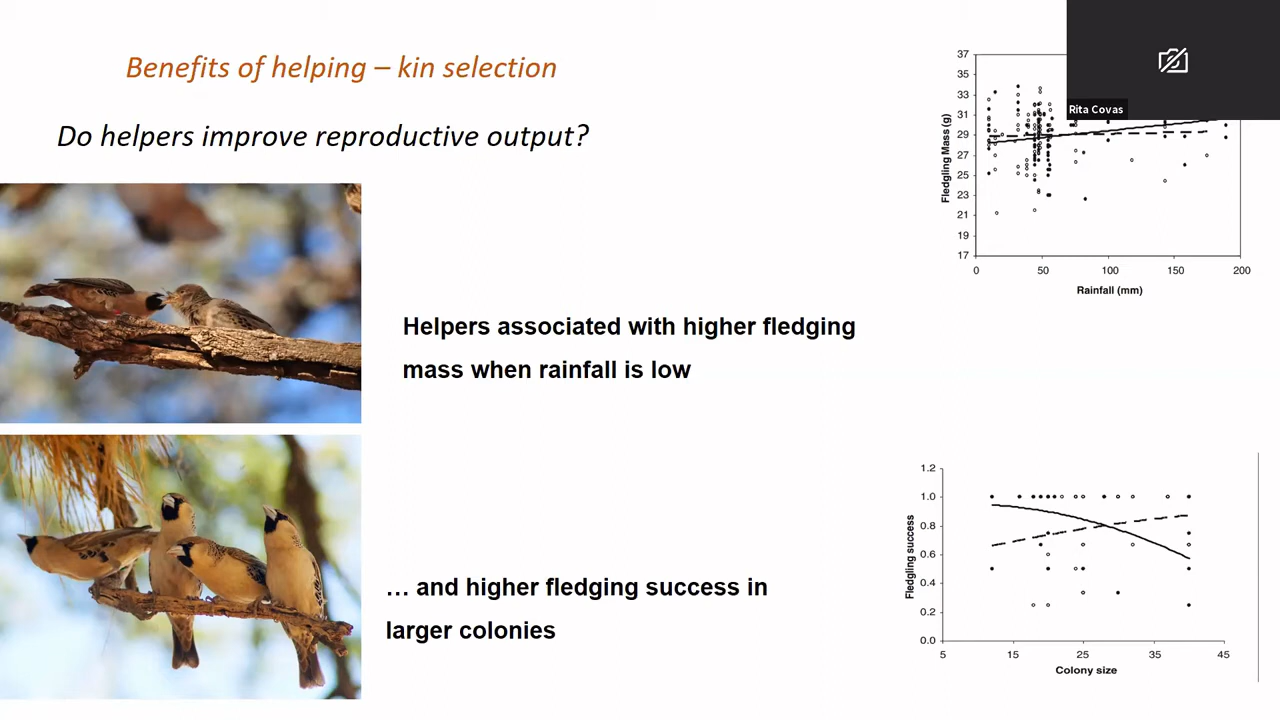 Benefits of helping – kin selection
Do helpers improve reproductive output?
Rita Covas
37
35
33
31
29
27
25
23
21
19
17
Fledgling Mass (g)
0
50
100
150
200
Rainfall (mm)
Helpers associated with higher fledging
mass when rainfall is low
1.2
1.0
0.8
0.6
0.4
0.2
0.0
Fledgling success
5
15
25
35
45
Colony size
… and higher fledging success in
larger colonies